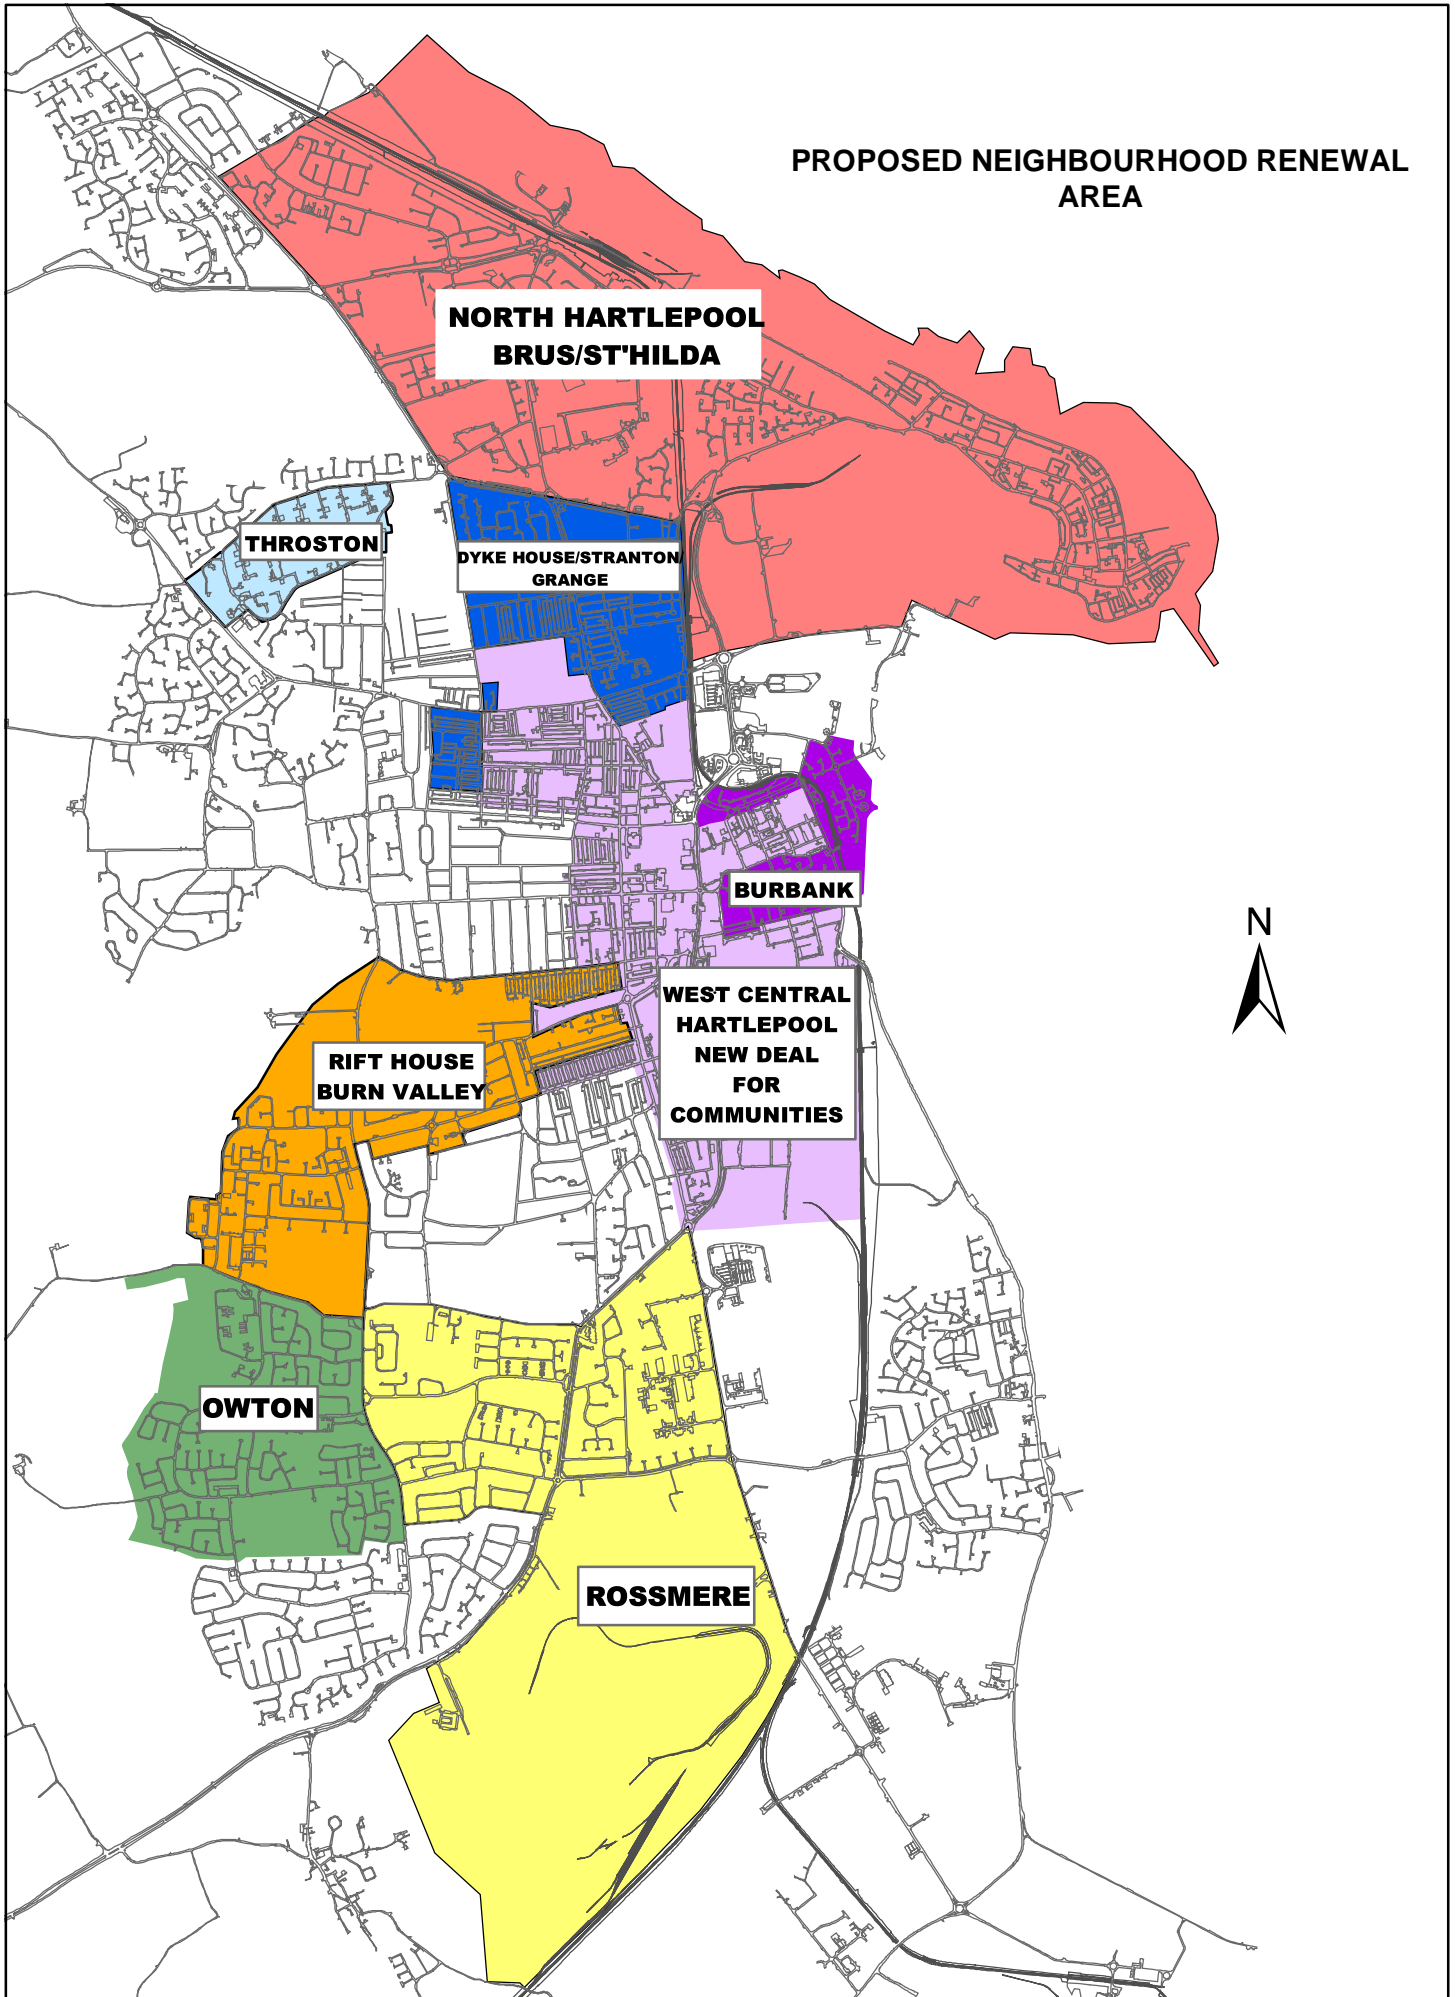 PROPOSED NEIGHBOURHOOD RENEWAL
AREA
NORTH HARTLEPOOL
BRUS/ST'HILDA
THROSTON
DYKE HOUSE/STRANTON/
GRANGE
BURBANK
N
WEST CENTRAL
HARTLEPOOL
NEW DEAL
FOR
COMMUNITIES
RIFT HOUSE
BURN VALLEY
OWTON
ROSSMERE